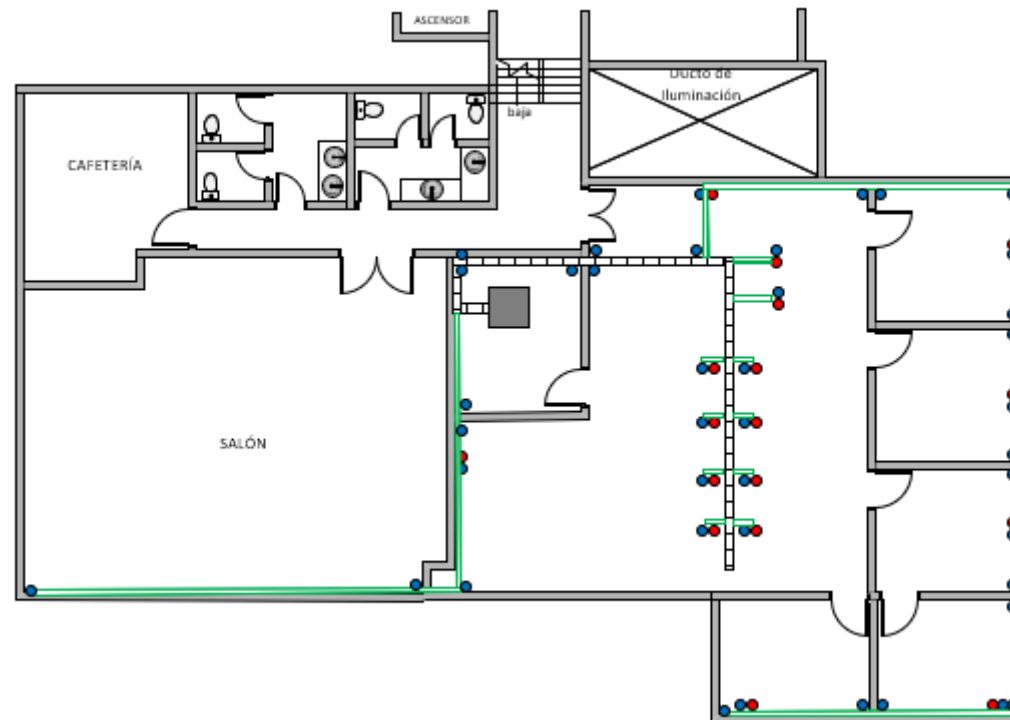 ASCENSOR
Ducto de
Iluminación
baja
CAFETERÍA
SALÓN